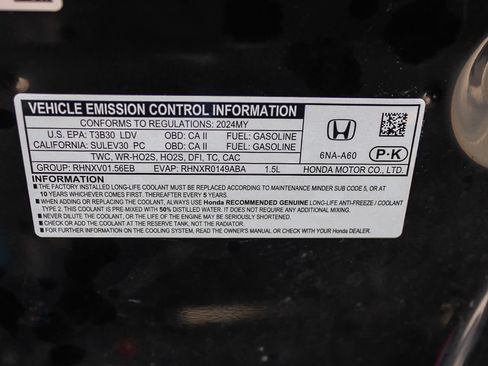 VEHICLE EMISSION CONTROL INFORMATION
CONFORMS TO REGULATIONS: 2024MY
U.S. EPA: T3B30 LDV OBD: CA II FUEL: GASOLINE
CALIFORNIA: SULEV30 PC OBD: CA II FUEL: GASOLINE
TWC, WR-HO2S, HO2S, DFI, TC, CAC
GROUP: RHNXV01.56EB EVAP: RHNXR0149ABA 1.5L
6NA-A60
P-K
HONDA MOTOR CO., LTD.
INFORMATION
■ THE FACTORY INSTALLED LONG LIFE COOLANT MUST BE REPLACED ACCORDING TO MAINTENANCE MINDER SUB CODE 5, OR AT
10 YEARS WHICHEVER COMES FIRST, THEREAFTER EVERY 5 YEARS.
■ WHEN ADDING OR REPLACING THE COOLANT, ALWAYS USE Honda RECOMMENDED GENUINE LONG-LIFE ANTI-FREEZE / COOLANT
TYPE 2. THIS COOLANT IS PRE-MIXED WITH 50% DISTILLED WATER. IT DOES NOT REQUIRE ANY ADDITIONAL MIXING.
■ NEVER DILUTE THE COOLANT, OR THE LIFE OF THE ENGINE MAY BE SEVERELY SHORTENED.
■ CHECK OR ADD THE COOLANT AT THE RESERVE TANK, NOT THE RADIATOR.
■ FOR FURTHER INFORMATION ON THE COOLING SYSTEM, READ THE OWNER'S MANUAL OR CHECK WITH YOUR Honda DEALER.